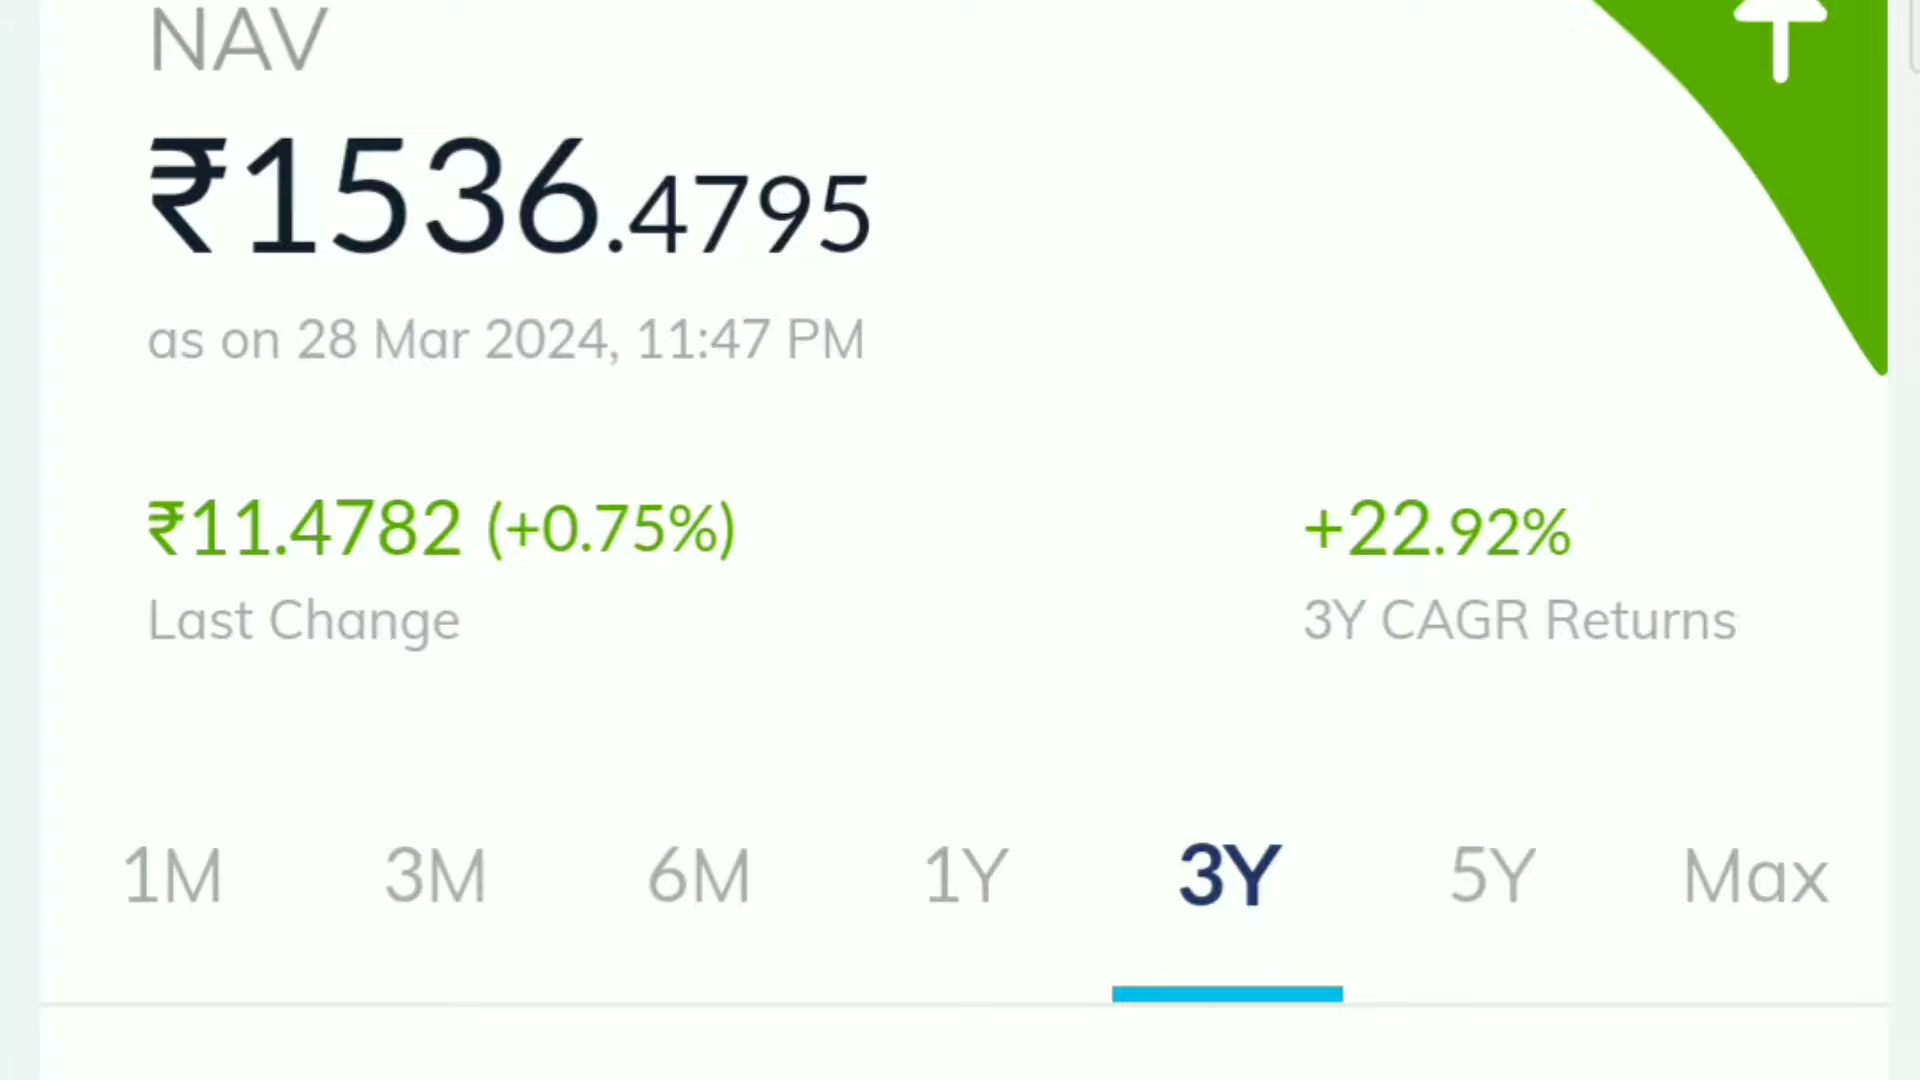 NAV
₹1536.4795
as on 28 Mar 2024, 11:47 PM
₹11.4782 (+0.75%) +22.92%
Last Change 3Y CAGR Returns
1M 3M 6M 1Y 3Y 5Y Max